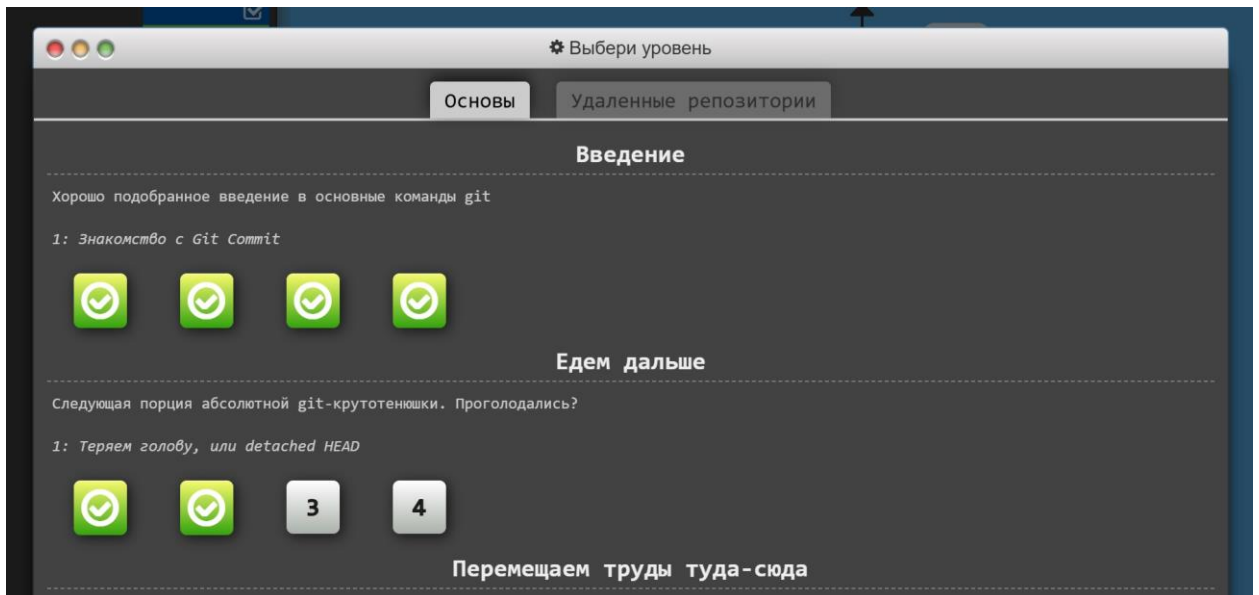 Выбери уровень
Основы
Удаленные репозитории
Введение
Хорошо подобранное введение в основные команды git
1: Знакомство с Git Commit
Едем дальше
Следующая порция абсолютной git-крутотенюшки. Проголодались?
1: Теряем голову, или detached HEAD
3 4
Перемещаем труды туда-сюда